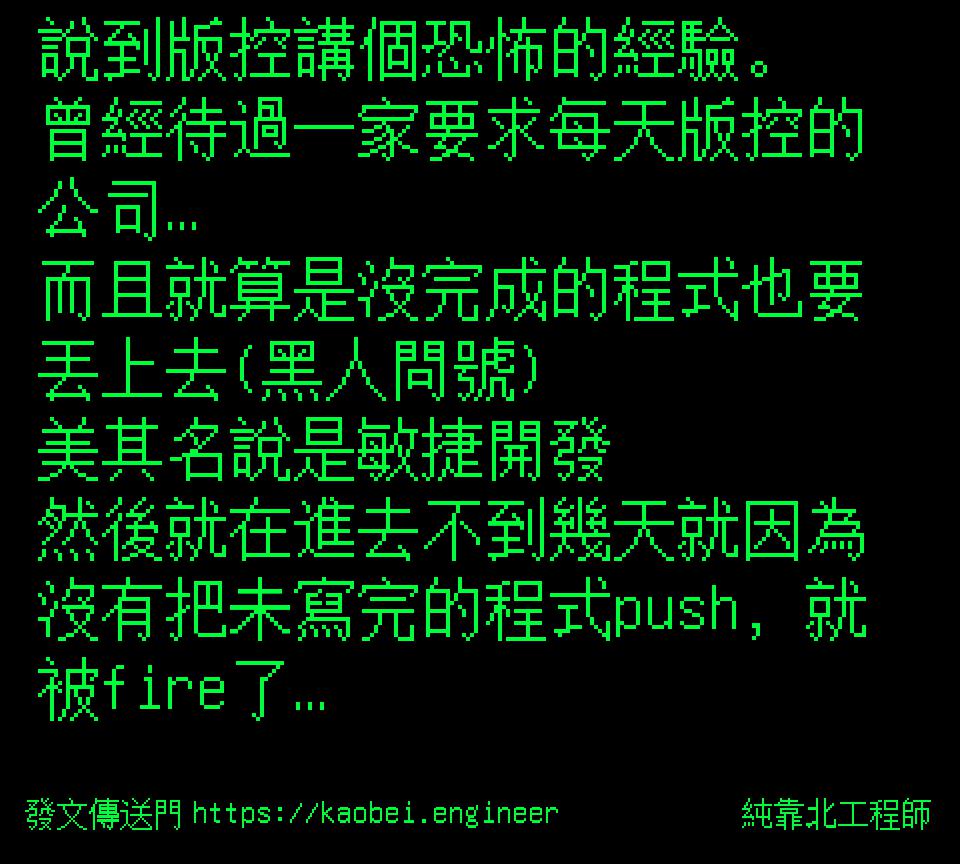 說到版控講個恐怖的經驗。
曾經待過一家要求每天版控的
公司…
而且就算是沒完成的程式也要
丟上去(黑人問號)
美其名說是敏捷開發
然後就在進去不到幾天就因為
沒有把未寫完的程式push, 就
被fire了…
發文傳送門 https://kaobei.engineer
純靠北工程師